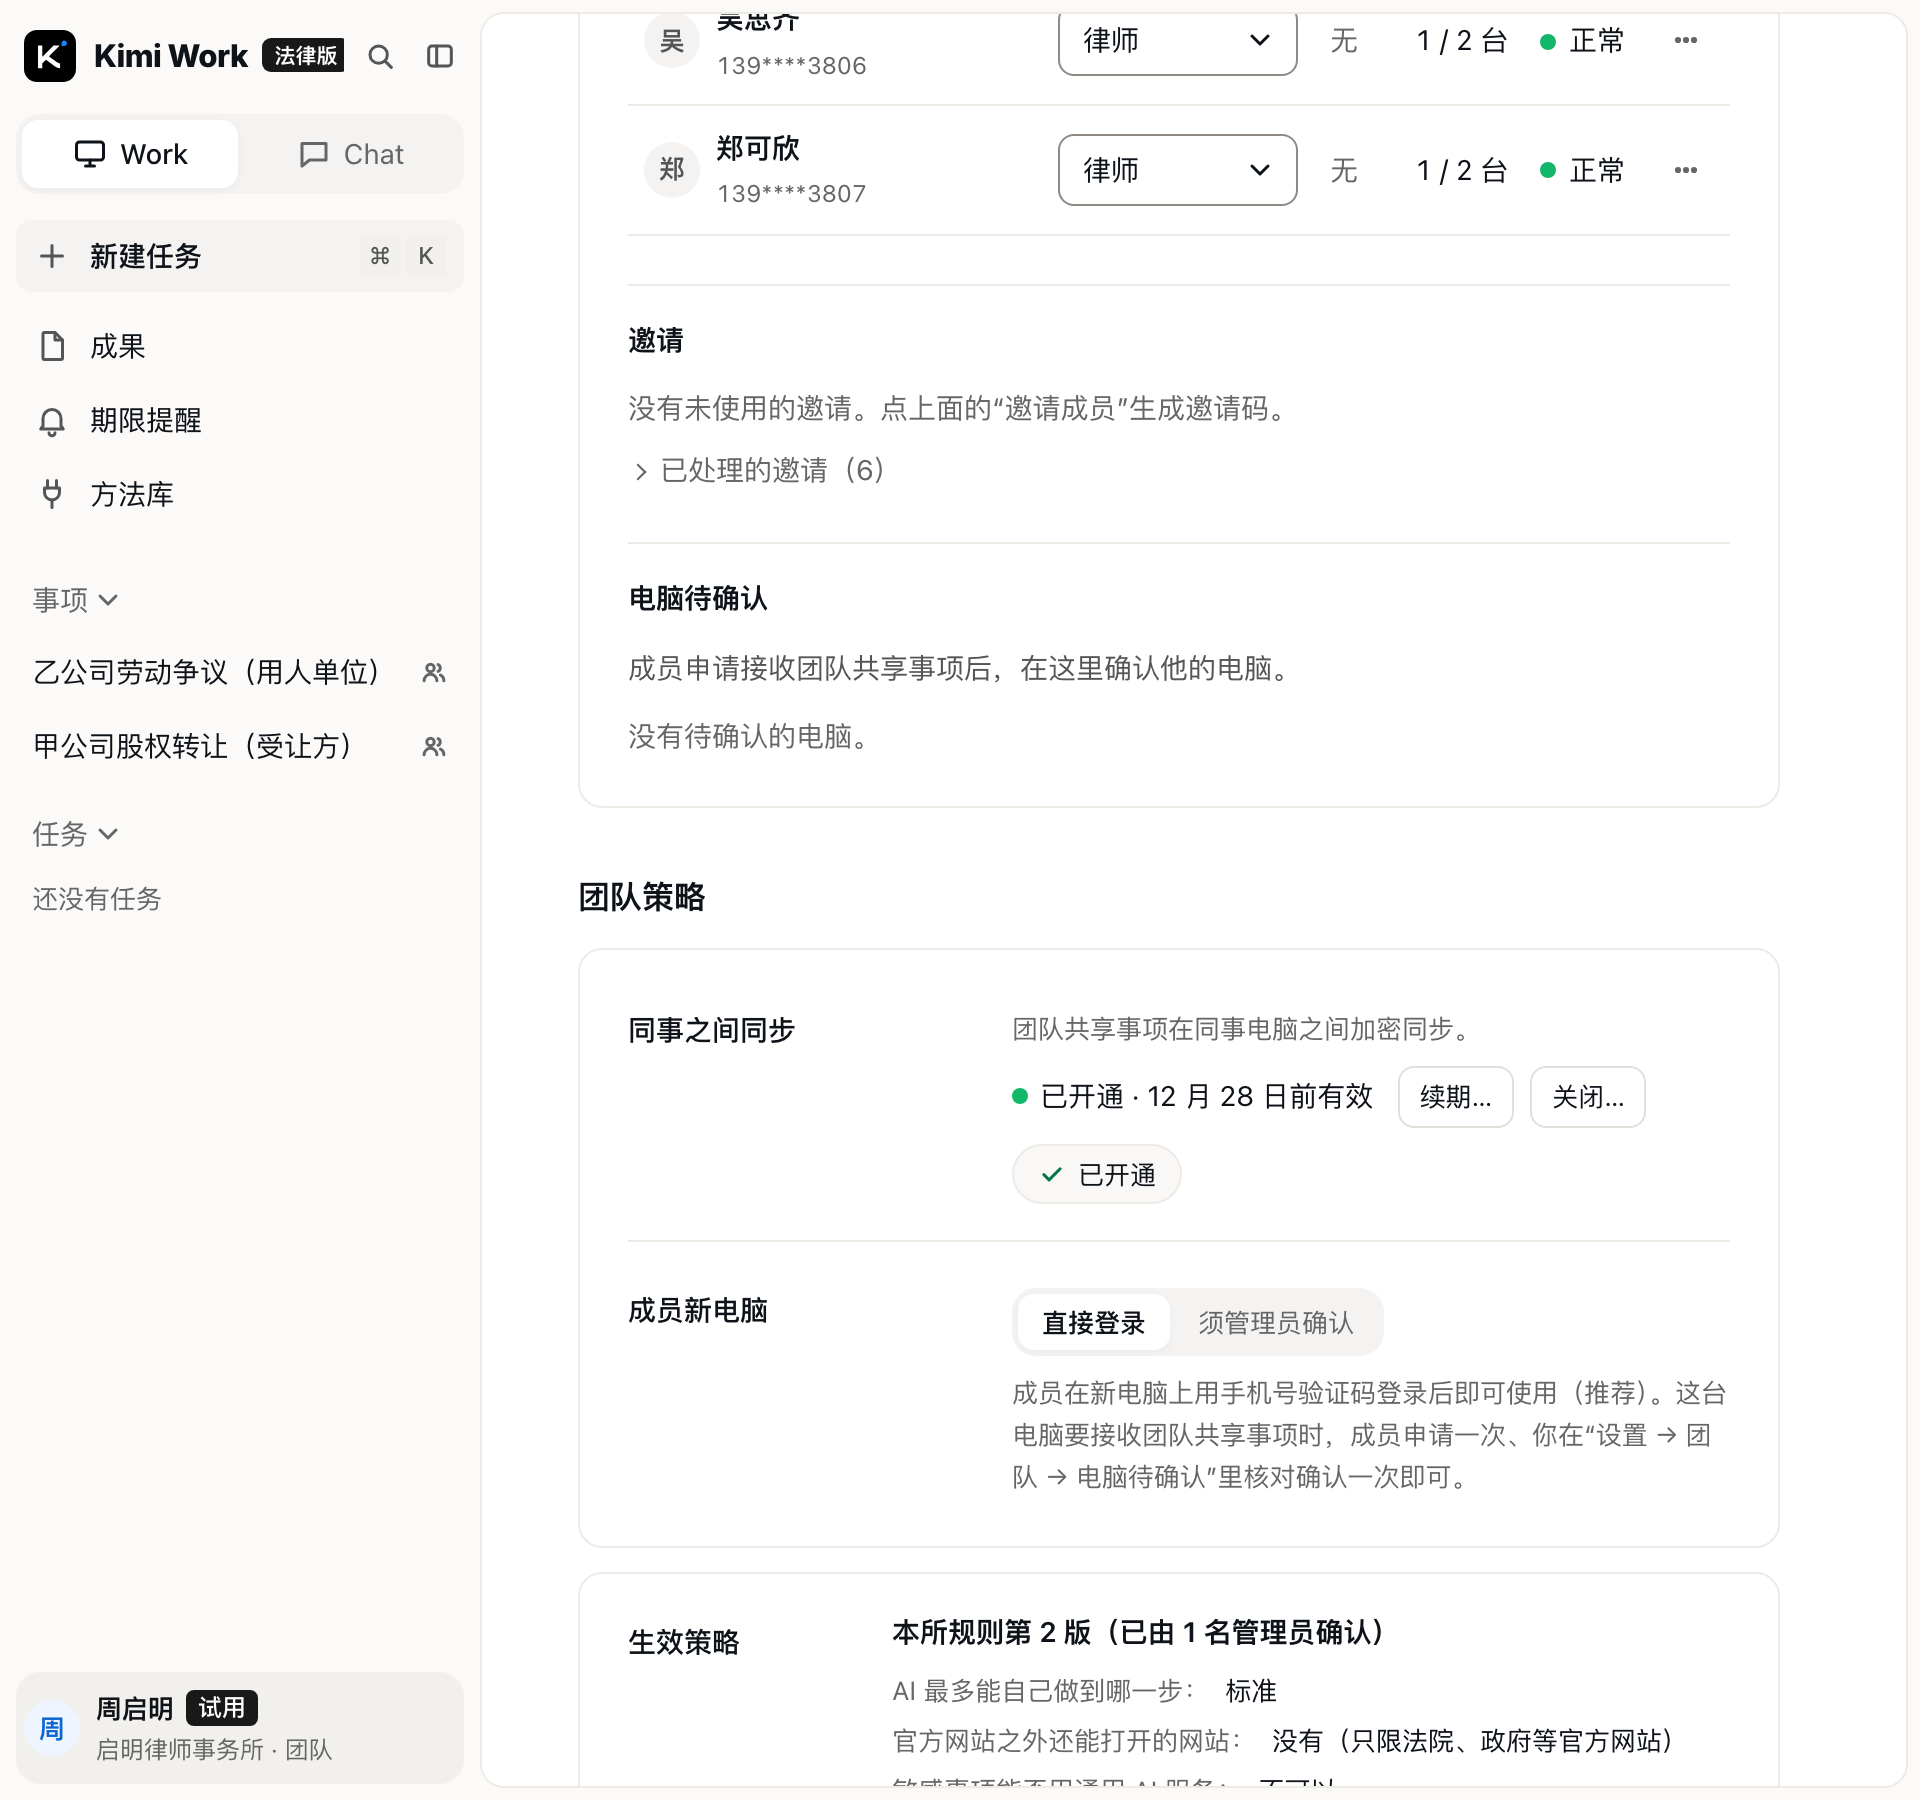 Kimi Work 法律版
Work
Chat
新建任务 ⌘ K
成果
期限提醒
方法库
事项
乙公司劳动争议（用人单位）
甲公司股权转让（受让方）
任务
还没有任务
周 周启明 试用
启明律师事务所 · 团队
吴
139****3806
律师 无 1 / 2 台 正常
郑 郑可欣
139****3807
律师 无 1 / 2 台 正常
邀请
没有未使用的邀请。点上面的“邀请成员”生成邀请码。
已处理的邀请（6）
电脑待确认
成员申请接收团队共享事项后，在这里确认他的电脑。
没有待确认的电脑。
团队策略
同事之间同步
团队共享事项在同事电脑之间加密同步。
已开通 · 12 月 28 日前有效 续期... 关闭...
已开通
成员新电脑
直接登录 须管理员确认
成员在新电脑上用手机号验证码登录后即可使用（推荐）。这台
电脑要接收团队共享事项时，成员申请一次、你在“设置 → 团
队 → 电脑待确认”里核对确认一次即可。
生效策略
本所规则第 2 版（已由 1 名管理员确认）
AI 最多能自己做到哪一步： 标准
官方网站之外还能打开的网站： 没有（只限法院、政府等官方网站）